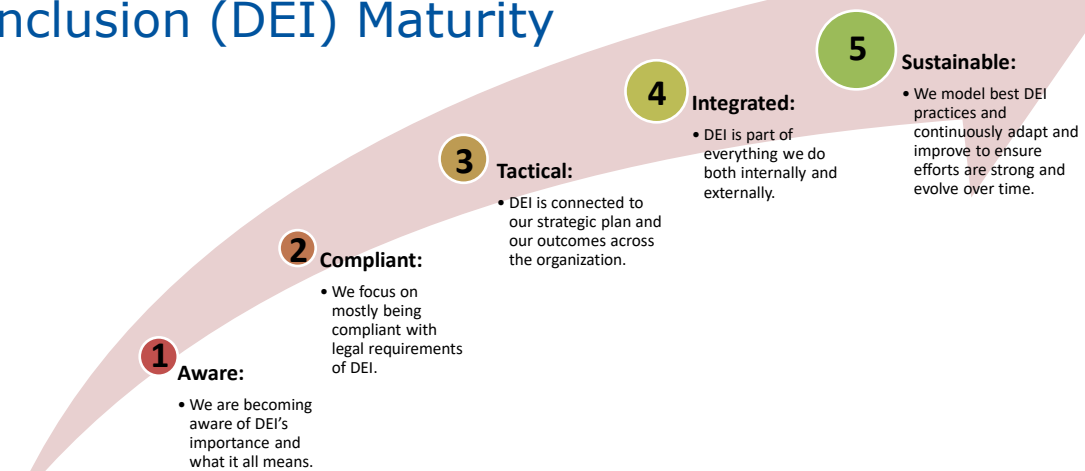 nclusion (DEI) Maturity
5
Sustainable:
• We model best DEI
practices and
continuously adapt and
improve to ensure
efforts are strong and
evolve over time.
4
Integrated:
• DEI is part of
everything we do
both internally and
externally.
3
Tactical:
• DEI is connected to
our strategic plan and
our outcomes across
the organization.
2
Compliant:
• We focus on
mostly being
compliant with
legal requirements
of DEI.
1
Aware:
• We are becoming
aware of DEI's
importance and
what it all means.